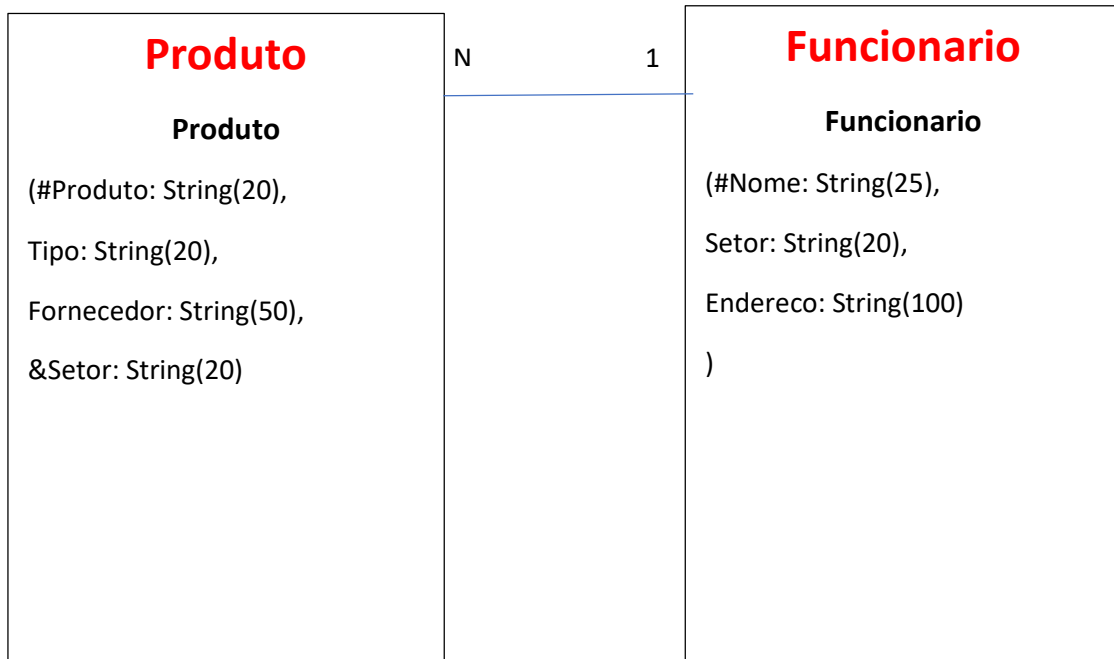 Produto
Produto
(#Produto: String(20),
Tipo: String(20),
Fornecedor: String(50),
&Setor: String(20)
N 1
Funcionario
Funcionario
(#Nome: String(25),
Setor: String(20),
Endereco: String(100)
)